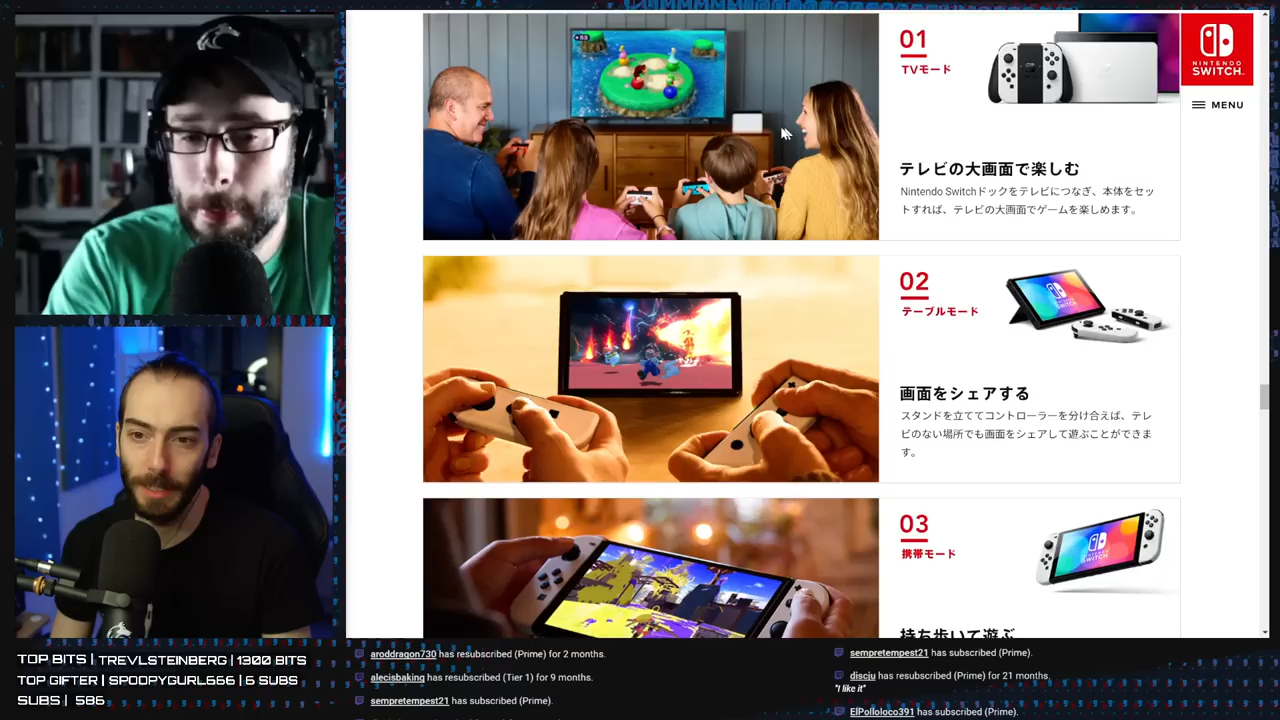 01
TVモード
テレビの大画面で楽しむ
Nintendo Switchドックをテレビにつなぎ、本体をセッ
トすれば、テレビの大画面でゲームを楽しめます。
NINTENDO
SWITCH
MENU
02
テーブルモード
画面をシェアする
スタンドを立ててコントローラーを分け合えば、テレ
ビのない場所でも画面をシェアして遊ぶことができま
す。
03
携帯モード
持ち歩いて遊ぶ
TOP BITS | TREVLSTEINBERG | 1300 BITS
TOP GIFTER | SPOOPYGURL666 | 6 SUBS
SUBS | 586
aroddragon730 has resubscribed (Prime) for 2 months.
alecisbaking has resubscribed (Tier 1) for 9 months.
sempretempest21 has subscribed (Prime).
sempretempest21 has subscribed (Prime).
discju has resubscribed (Prime) for 21 months.
"I like it"
ElPolloloco391 has subscribed (Prime).